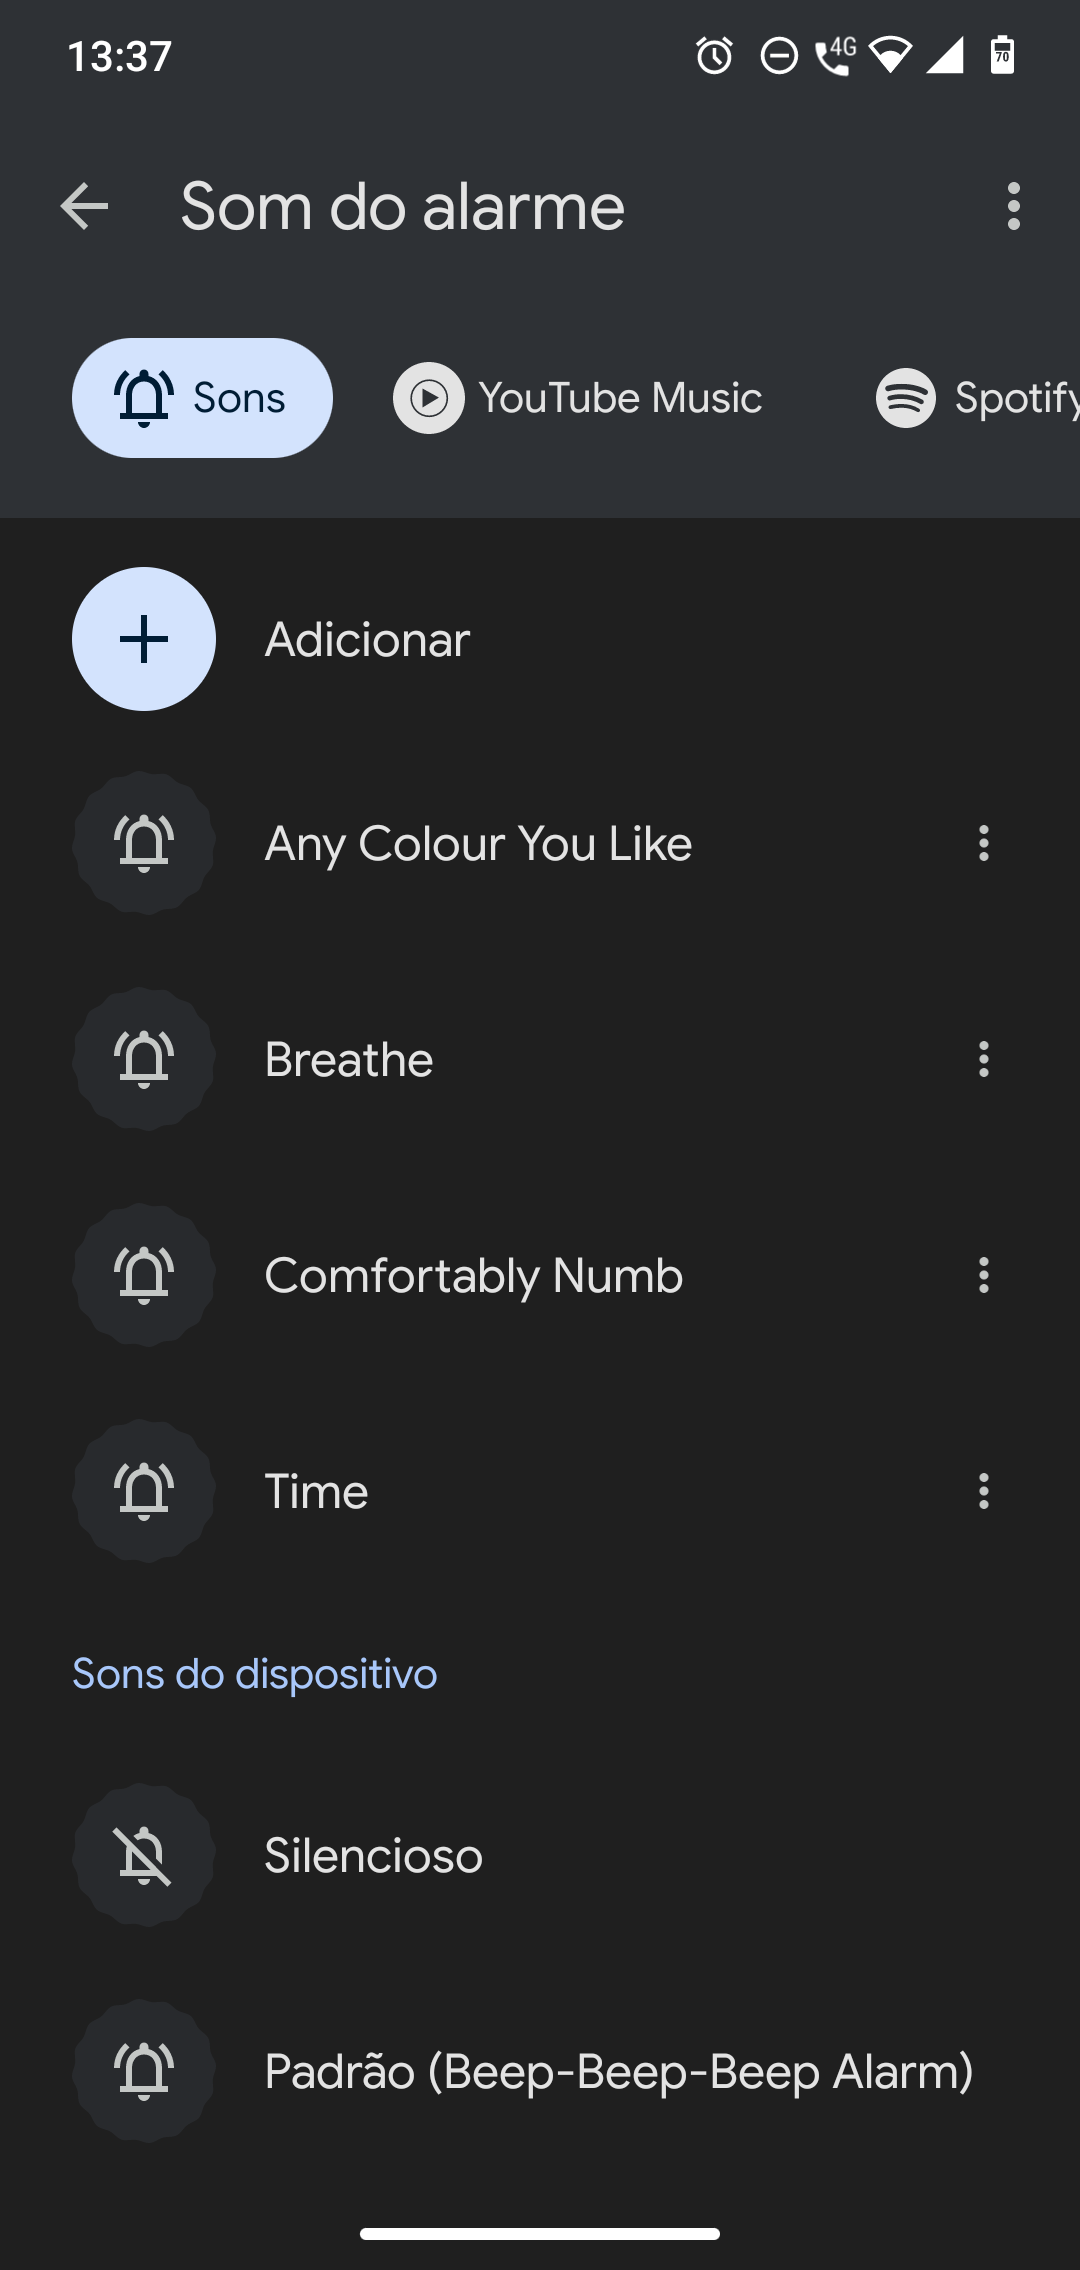 13:37
4G
70
Som do alarme
Sons
YouTube Music
Spotify
Adicionar
Any Colour You Like
Breathe
Comfortably Numb
Time
Sons do dispositivo
Silencioso
Padrão (Beep-Beep-Beep Alarm)